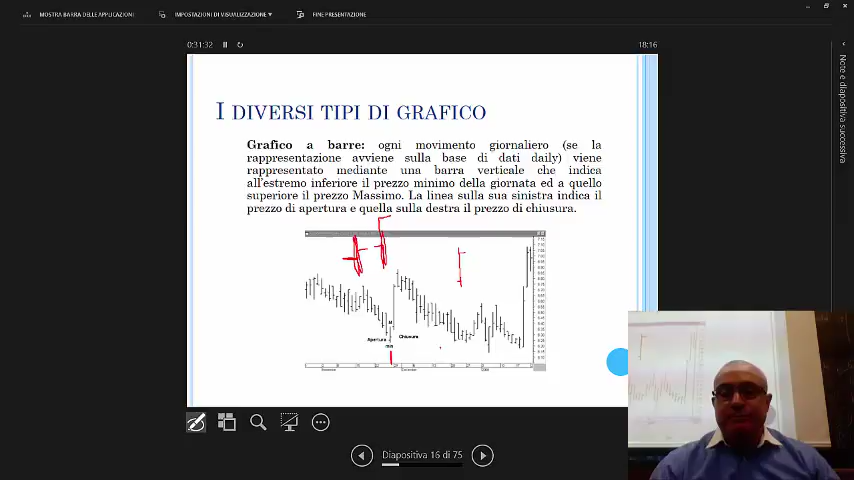 MOSTRA BARRA DELLE APPLICAZIONI
IMPOSTAZIONI DI VISUALIZZAZIONE ▼
FINE PRESENTAZIONE
0:31:32
18:16
Note e diapositiva successiva
I DIVERSI TIPI DI GRAFICO
Grafico a barre: ogni movimento giornaliero (se la
rappresentazione avviene sulla base di dati daily) viene
rappresentato mediante una barra verticale che indica
all'estremo inferiore il prezzo minimo della giornata ed a quello
superiore il prezzo Massimo. La linea sulla sua sinistra indica il
prezzo di apertura e quella sulla destra il prezzo di chiusura.
M
Apertura
Chiusura
min
Diapositiva 16 di 75